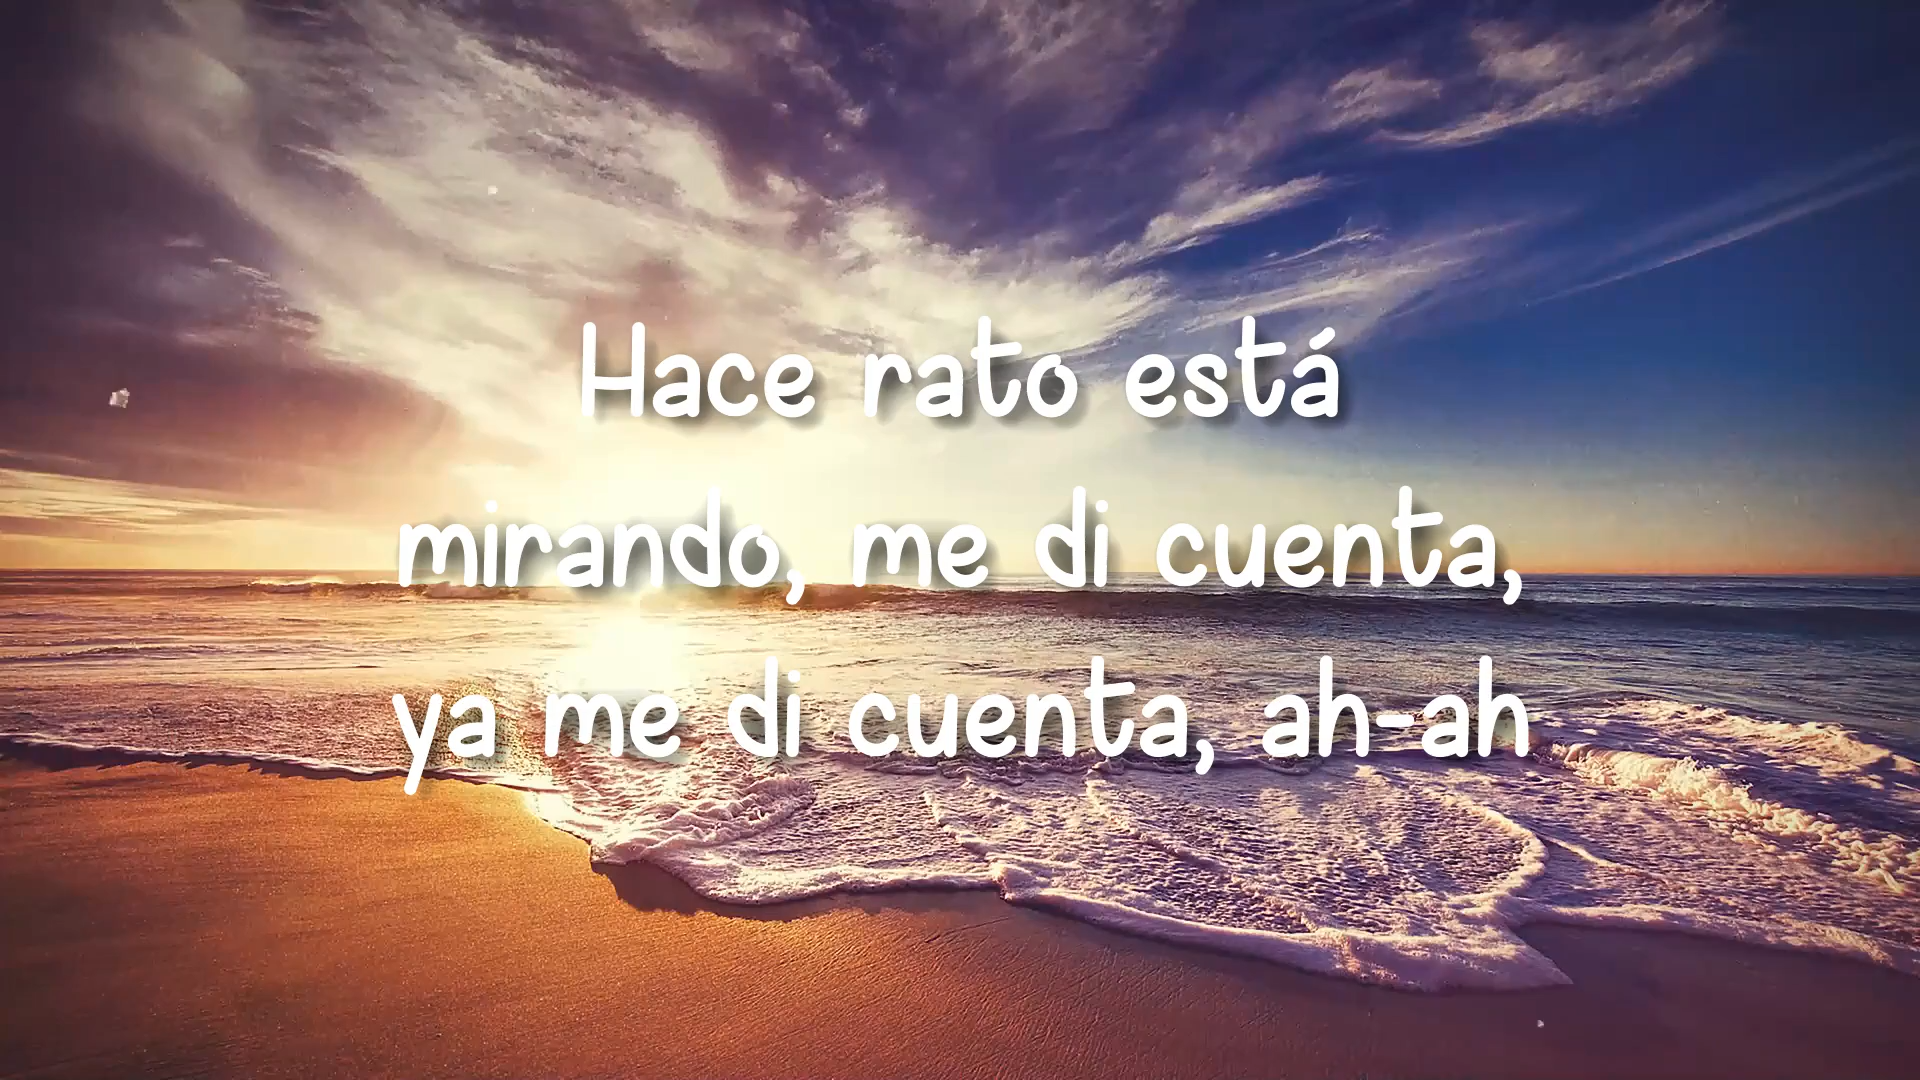 Hace rato está
mirando, me di cuenta,
ya me di cuenta, ah-ah